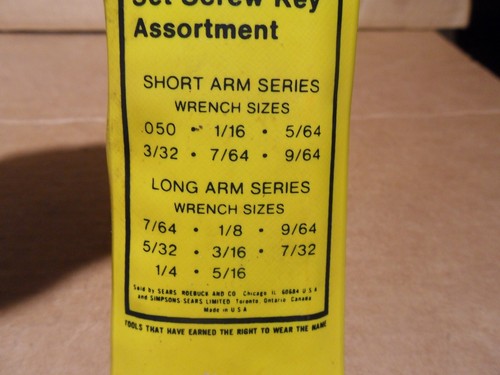 Set Screw Key
Assortment
SHORT ARM SERIES
WRENCH SIZES
.050 • 1/16 • 5/64
3/32 • 7/64 • 9/64
LONG ARM SERIES
WRENCH SIZES
7/64 • 1/8 • 9/64
5/32 • 3/16 • 7/32
1/4 • 5/16
Sold by SEARS, ROEBUCK AND CO. Chicago IL 60684 U S A
and SIMPSONS SEARS LIMITED Toronto, Ontario Canada
Made in U S A
TOOLS THAT HAVE EARNED THE RIGHT TO WEAR THE NAME